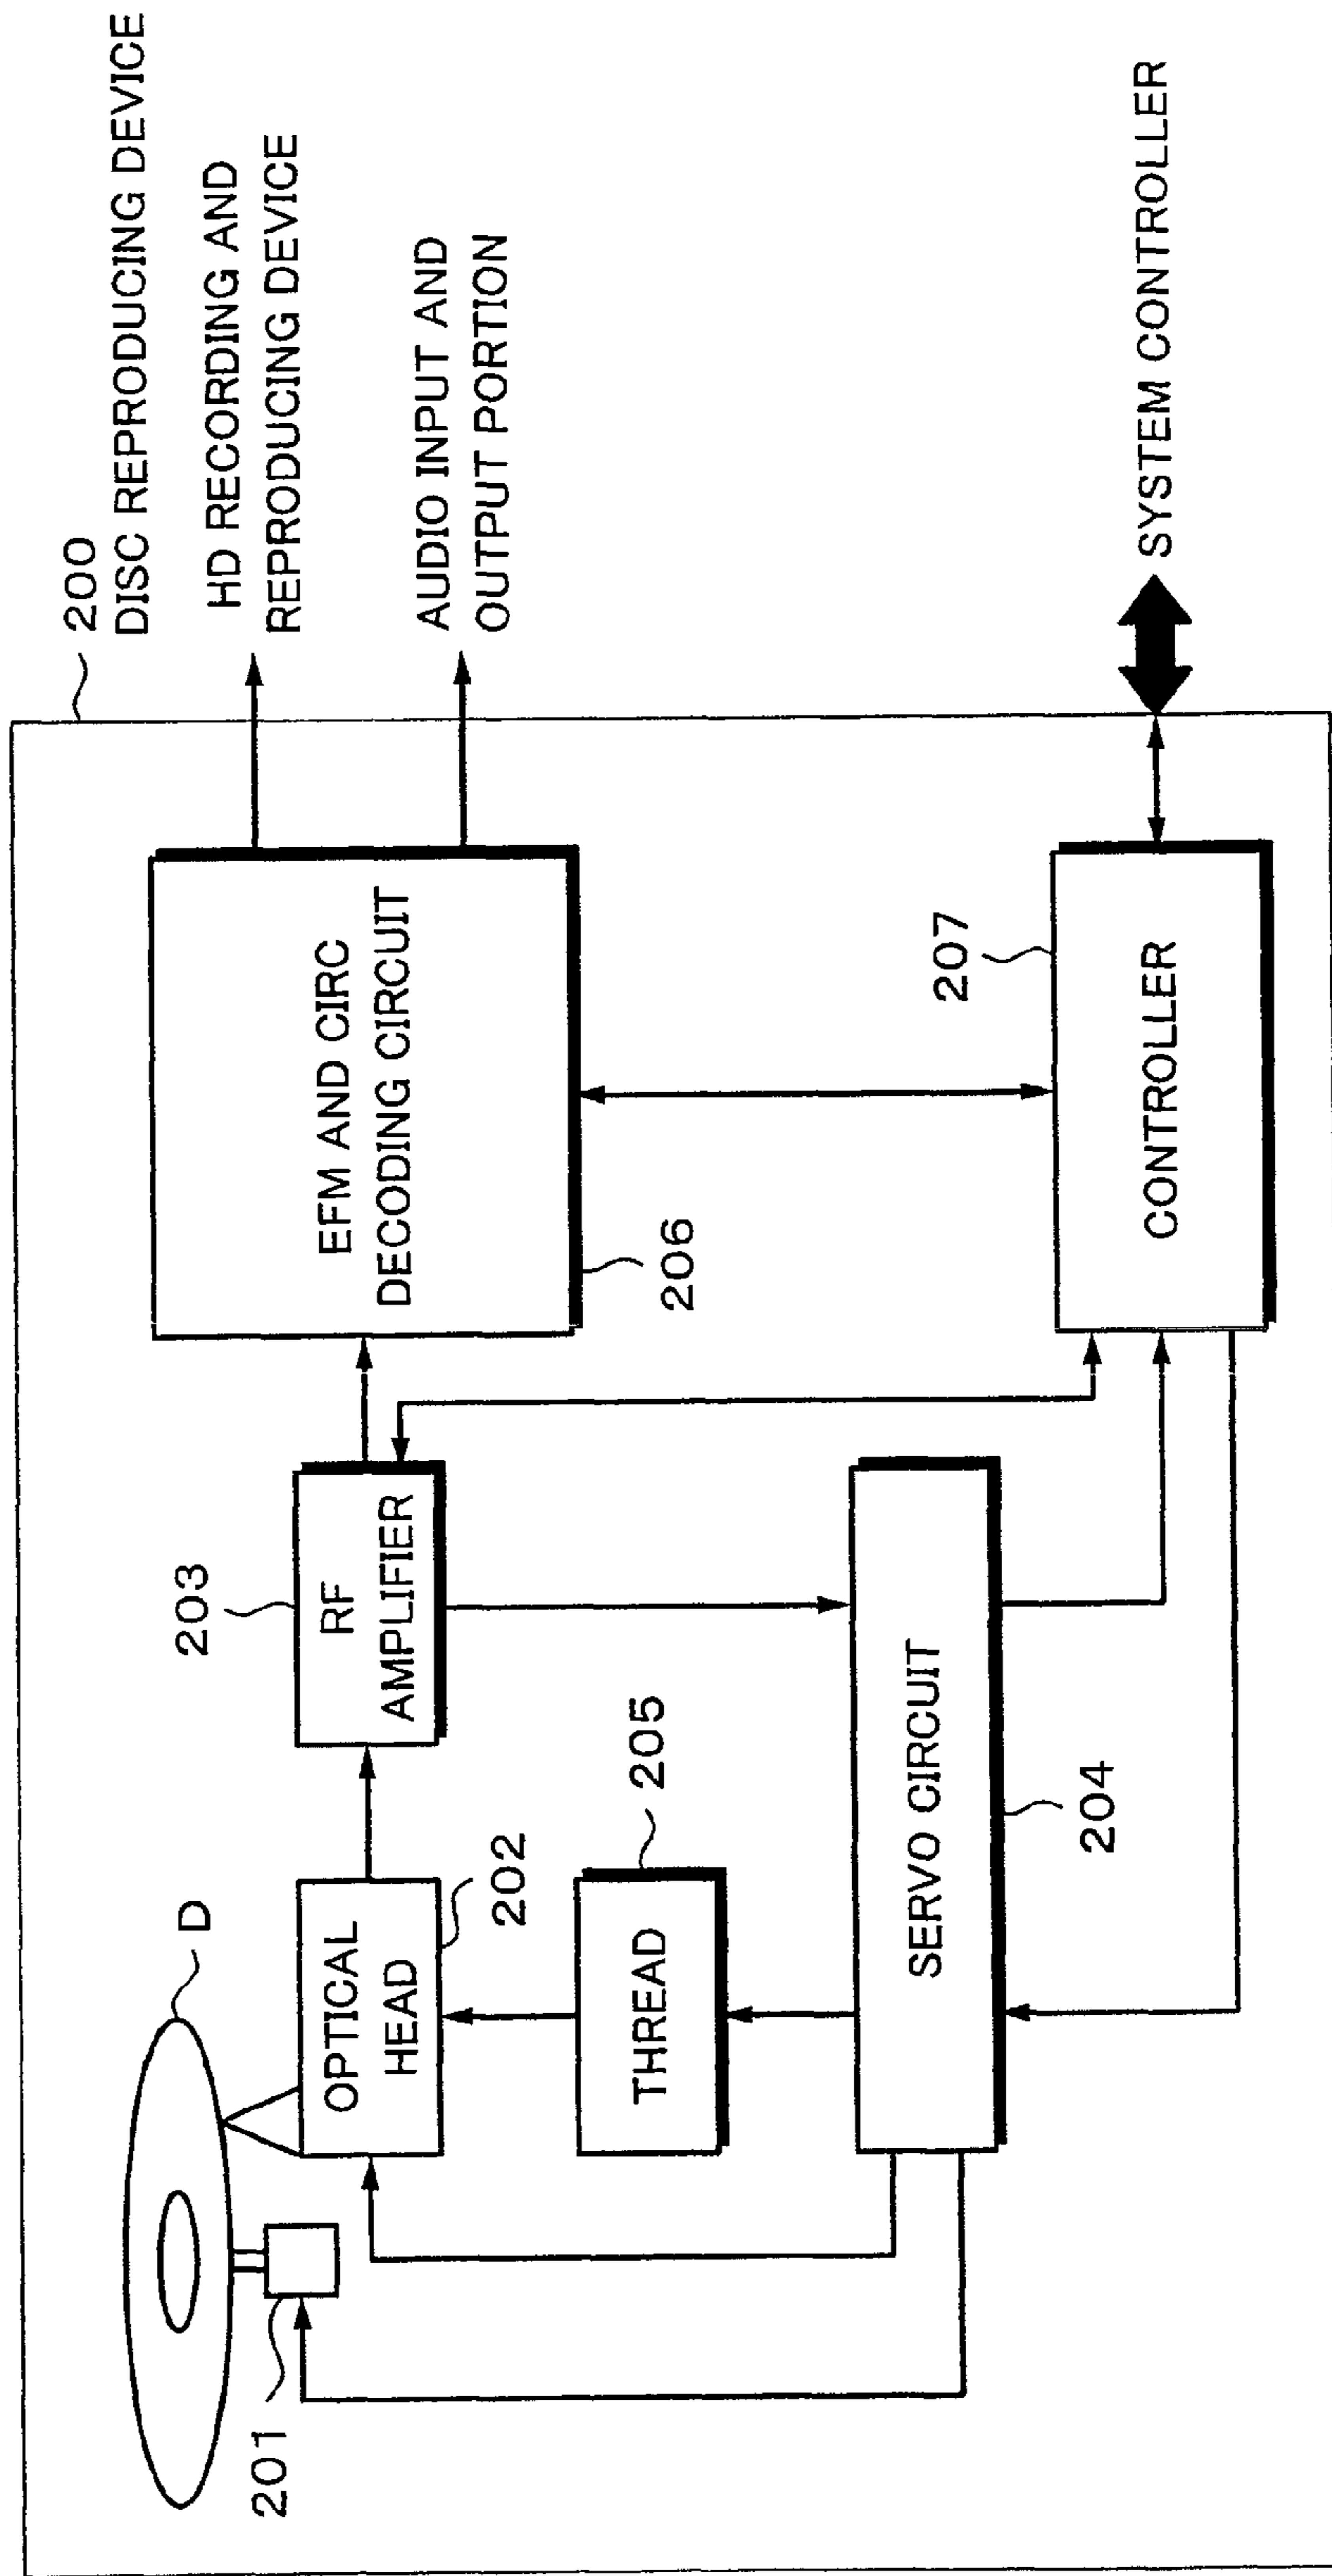 200
DISC REPRODUCING DEVICE
HD RECORDING AND
REPRODUCING DEVICE
AUDIO INPUT AND
OUTPUT PORTION
D
201
OPTICAL
HEAD
202
203
RF
AMPLIFIER
EFM AND CIRC
DECODING CIRCUIT
206
THREAD
205
SERVO CIRCUIT
204
207
CONTROLLER
SYSTEM CONTROLLER